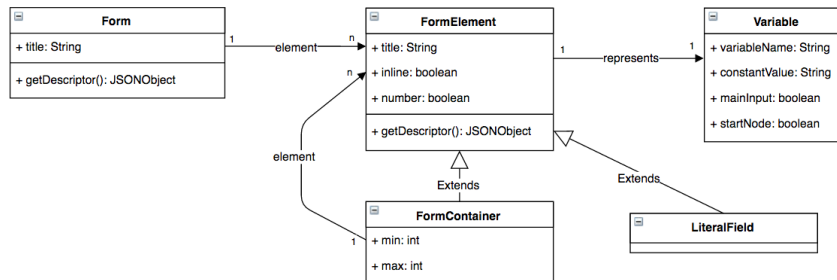 Form
+ title: String
+ getDescriptor(): JSONObject
1
element
n
FormElement
+ title: String
+ inline: boolean
+ number: boolean
+ getDescriptor(): JSONObject
1
represents
1
Variable
+ variableName: String
+ constantValue: String
+ mainInput: boolean
+ startNode: boolean
n
element
1
Extends
Extends
FormContainer
+ min: int
+ max: int
LiteralField